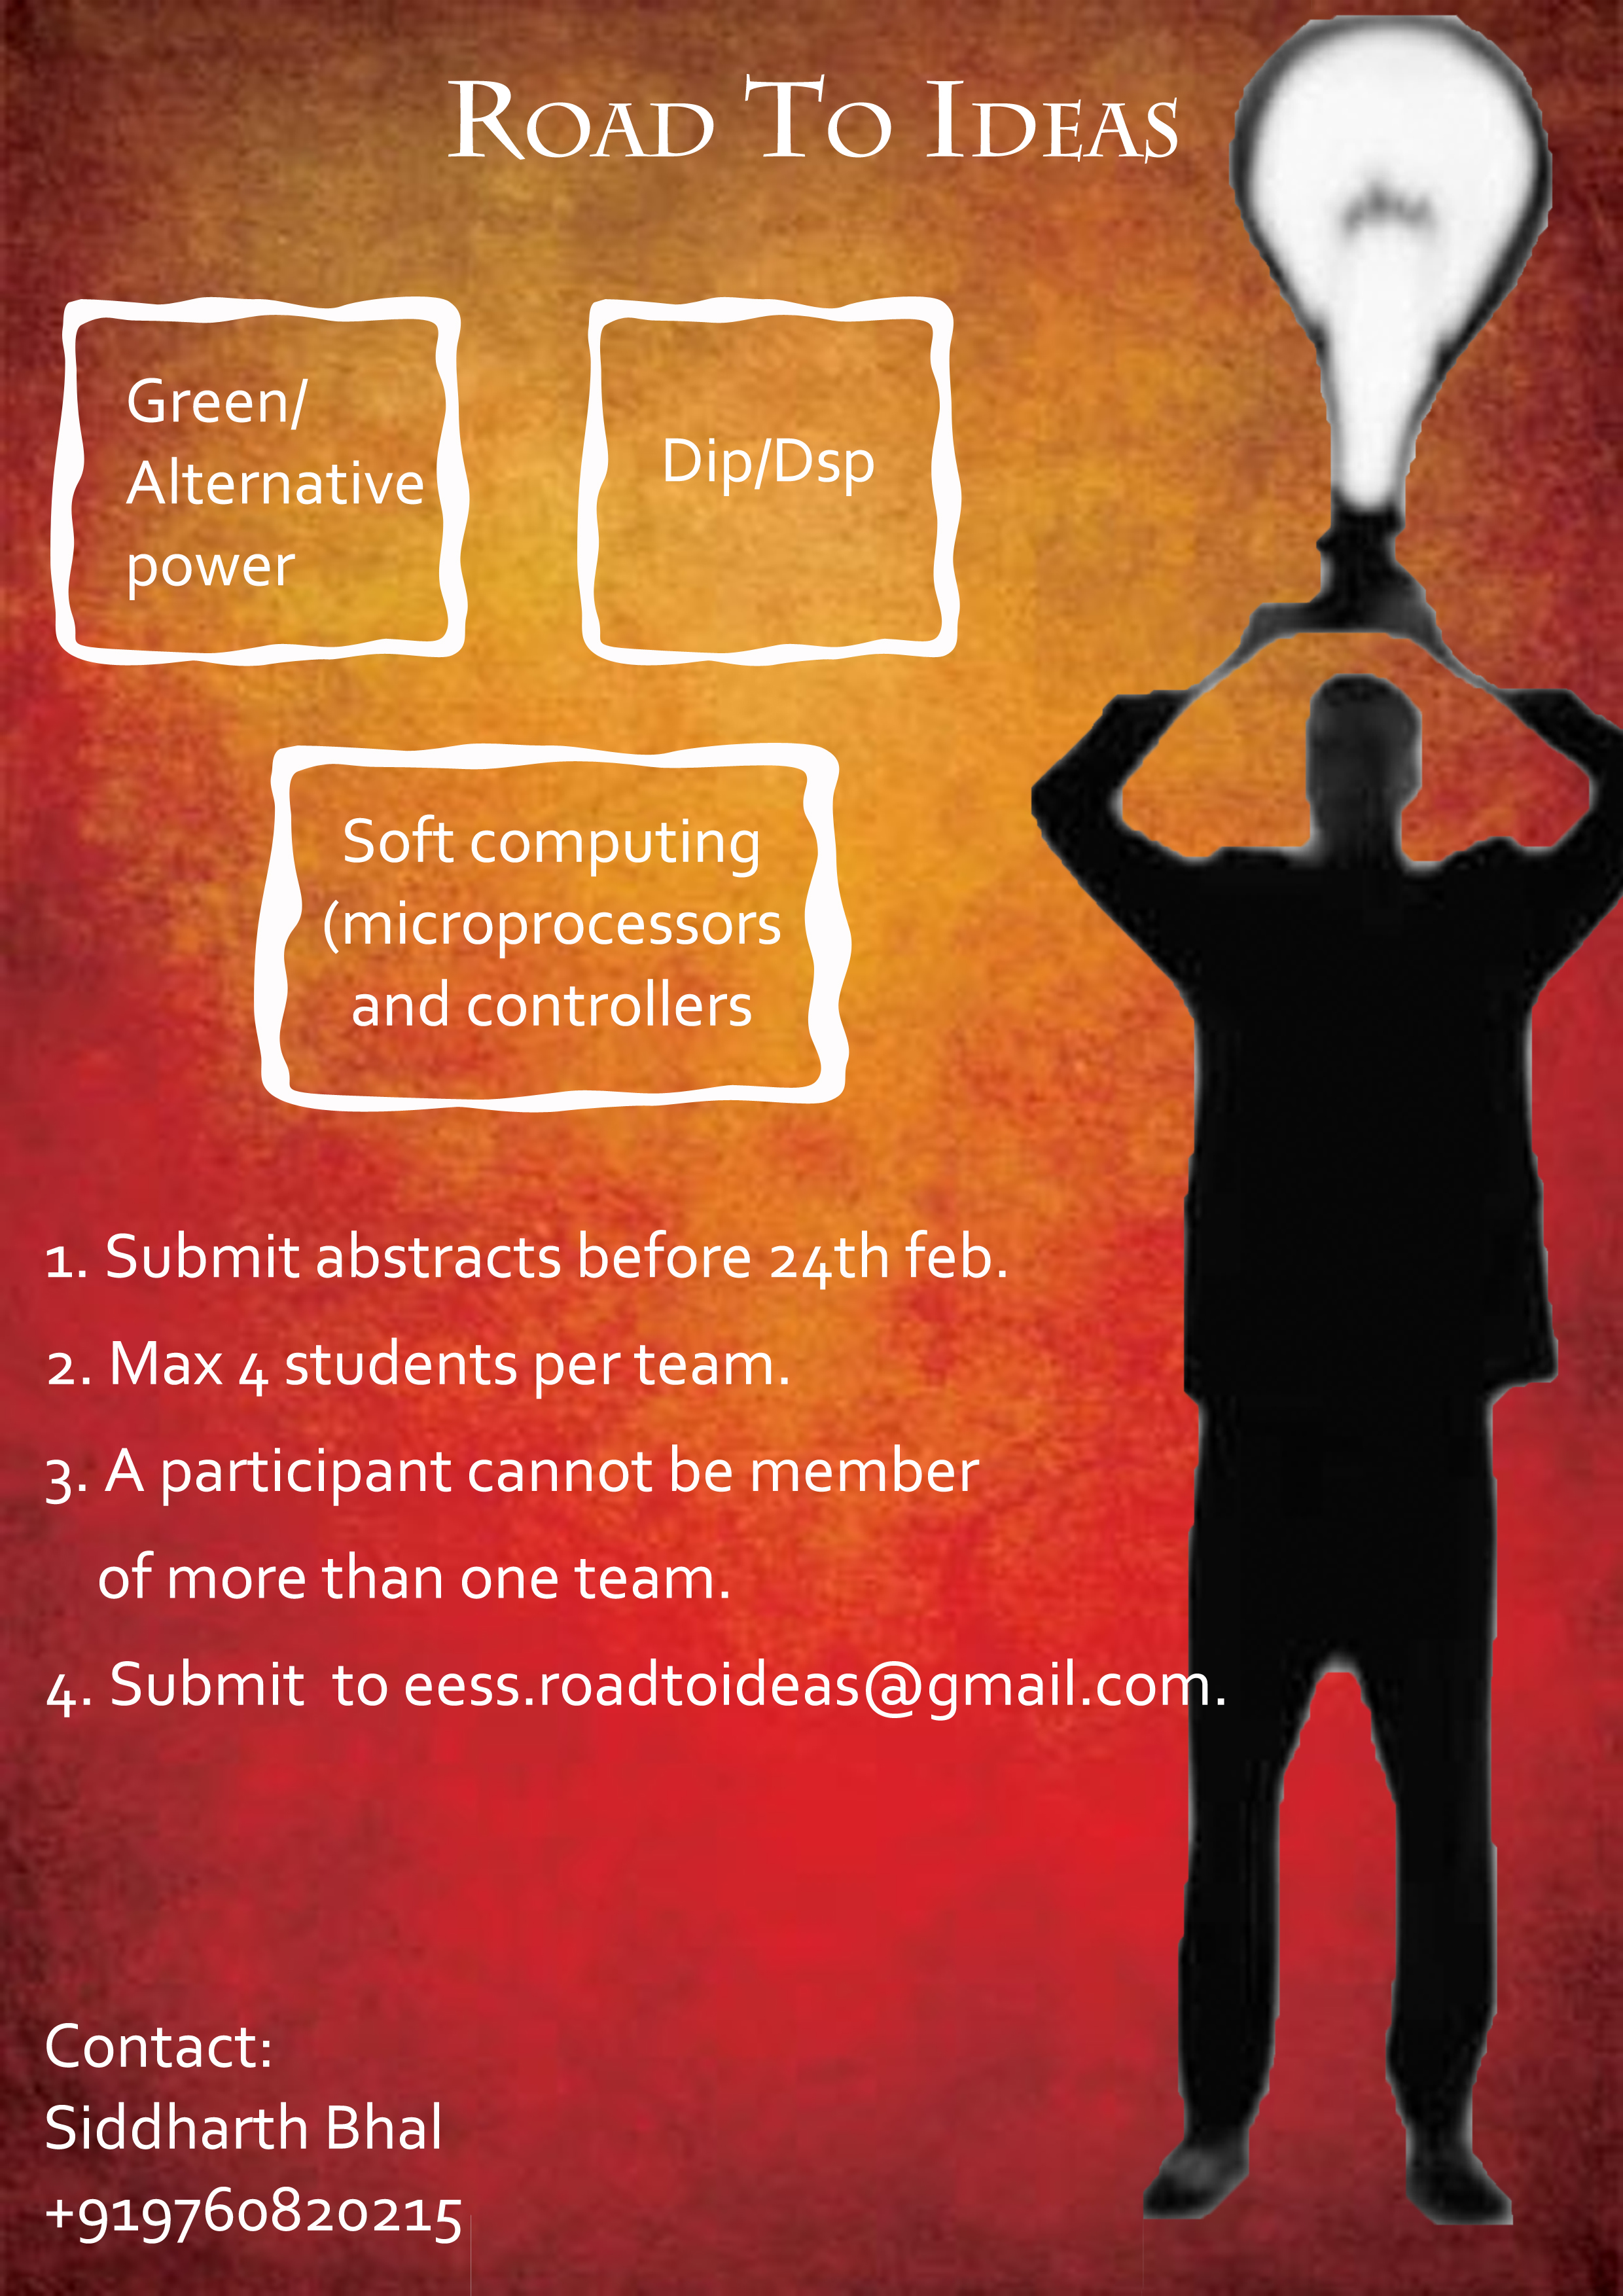 Road To Ideas
Green/
Alternative
power
Dip/Dsp
Soft computing
(microprocessors
and controllers
1. Submit abstracts before 24th feb.
2. Max 4 students per team.
3. A participant cannot be member
of more than one team.
4. Submit  to eess.roadtoideas@gmail.com.
Contact:
Siddharth Bhal
+919760820215